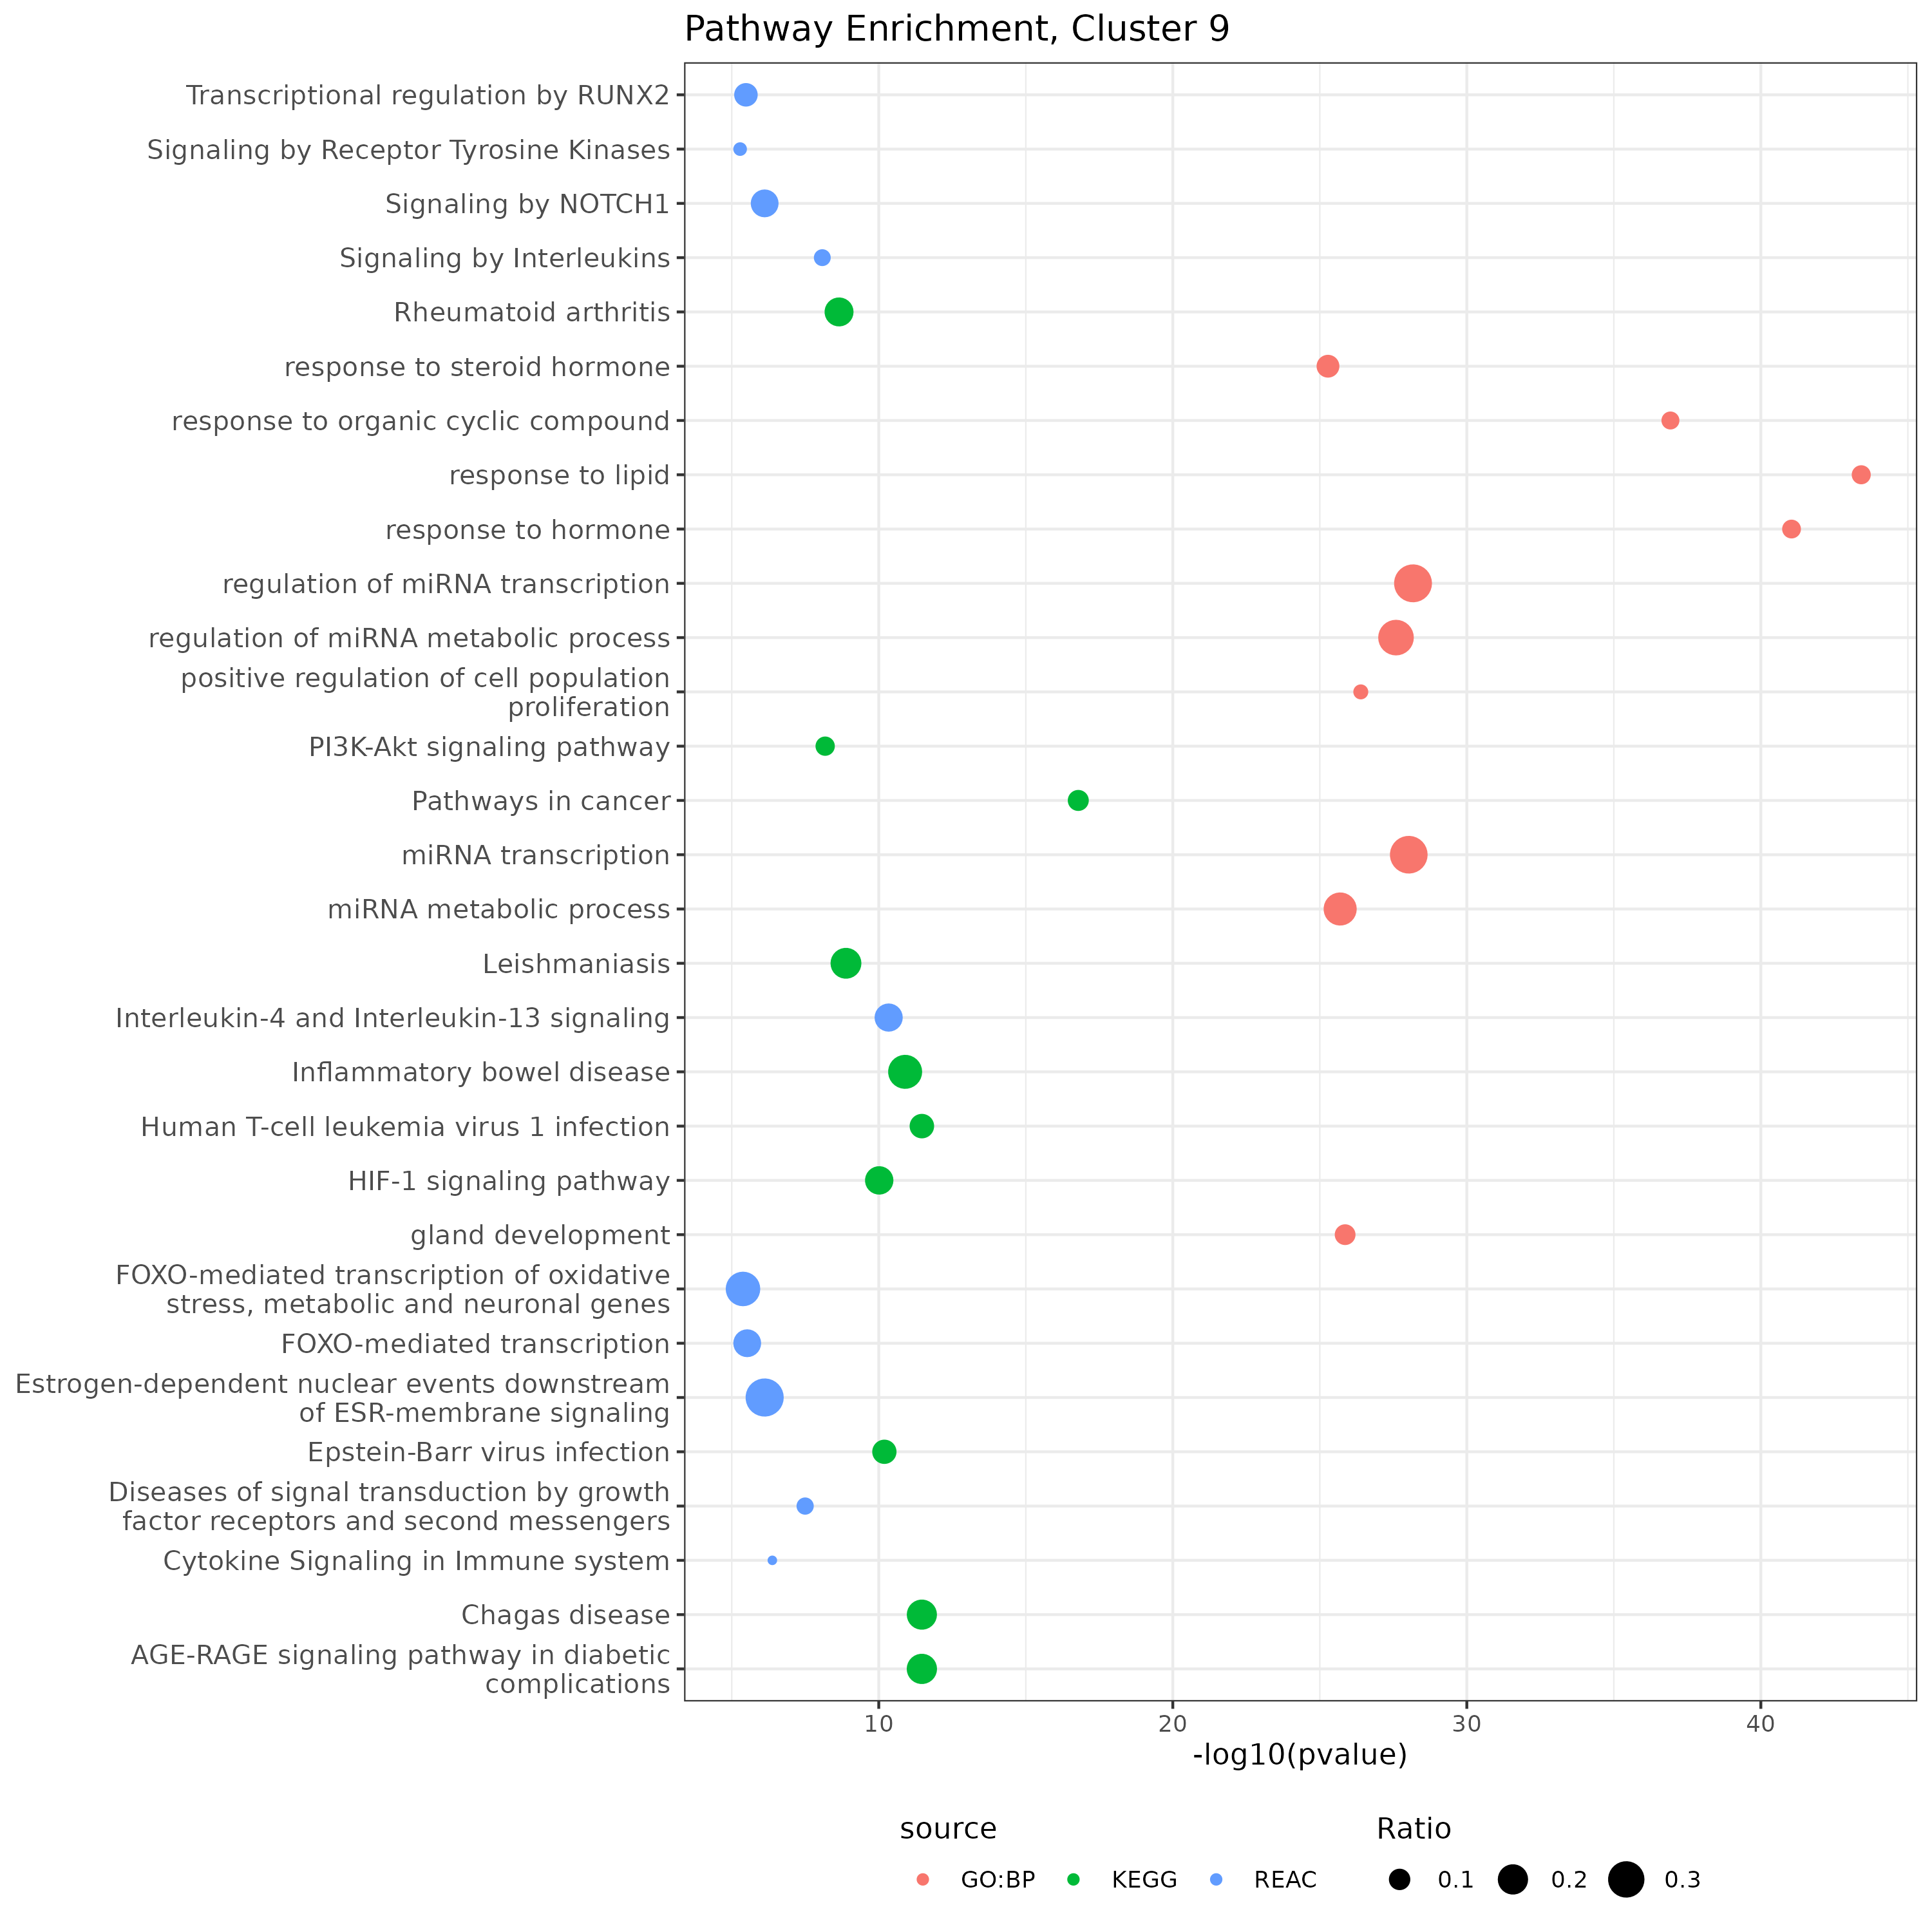 Pathway Enrichment, Cluster 9
Transcriptional regulation by RUNX2
Signaling by Receptor Tyrosine Kinases
Signaling by NOTCH1
Signaling by Interleukins
Rheumatoid arthritis
response to steroid hormone
response to organic cyclic compound
response to lipid
response to hormone
regulation of miRNA transcription
regulation of miRNA metabolic process
positive regulation of cell population
proliferation
PI3K-Akt signaling pathway
Pathways in cancer
miRNA transcription
miRNA metabolic process
Leishmaniasis
Interleukin-4 and Interleukin-13 signaling
Inflammatory bowel disease
Human T-cell leukemia virus 1 infection
HIF-1 signaling pathway
gland development
FOXO-mediated transcription of oxidative
stress, metabolic and neuronal genes
FOXO-mediated transcription
Estrogen-dependent nuclear events downstream
of ESR-membrane signaling
Epstein-Barr virus infection
Diseases of signal transduction by growth
factor receptors and second messengers
Cytokine Signaling in Immune system
Chagas disease
AGE-RAGE signaling pathway in diabetic
complications
10 20 30 40
-log10(pvalue)
source
GO:BP KEGG REAC
Ratio
0.1 0.2 0.3